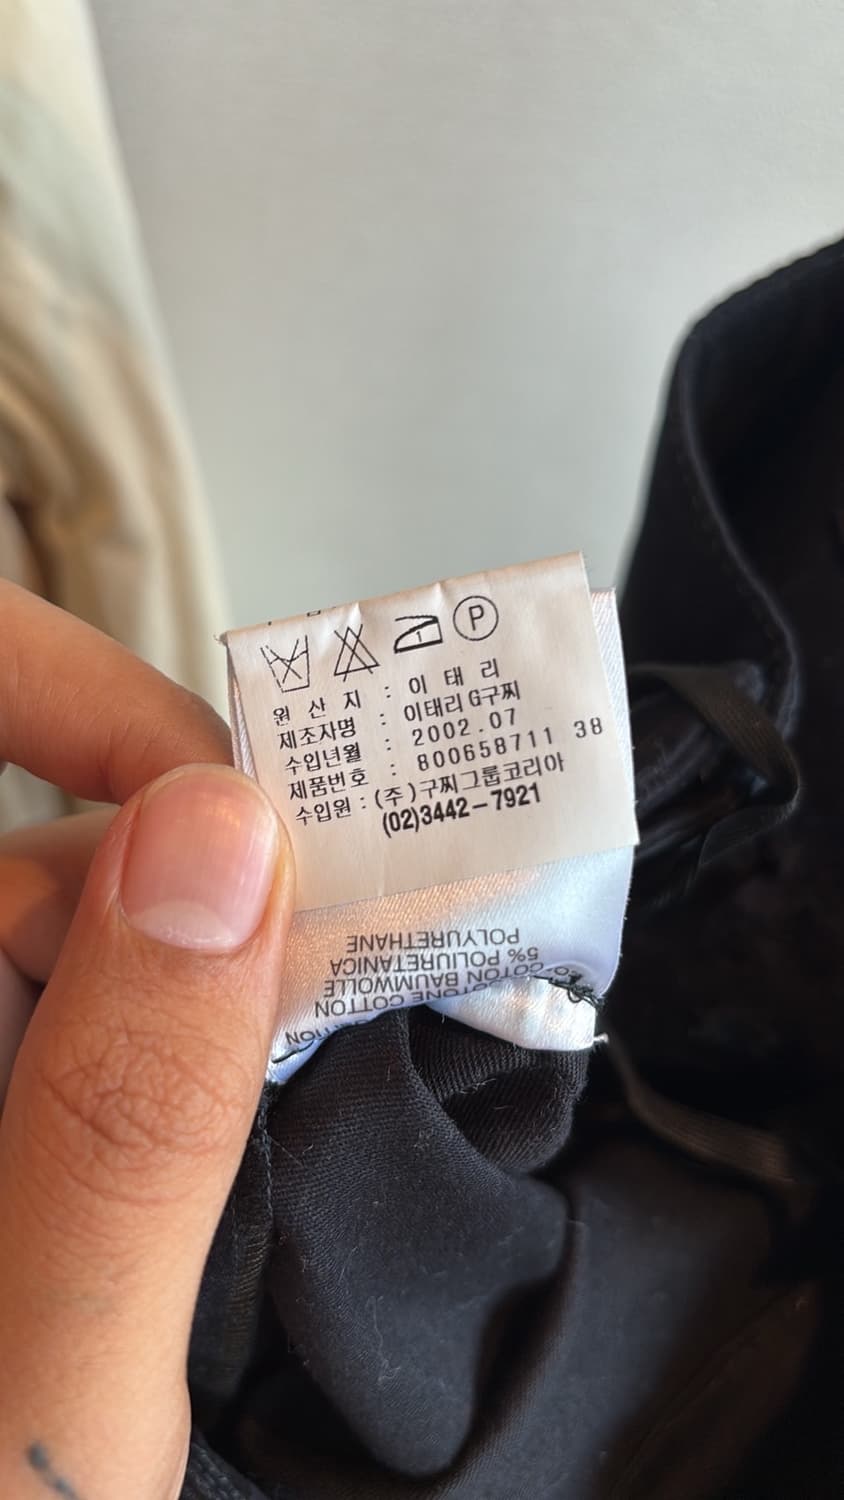 P
1
원 산 지 : 이 태 리
제조자명 : 이태리 G구찌
수입년월 : 2002.07
제품번호 : 800658711 38
수입원 : (주)구찌그룹코리아
(02)3442-7921
COTTON
COTTON BAUMWOLLE
5% POLIURETANICA
POLYURETHANE